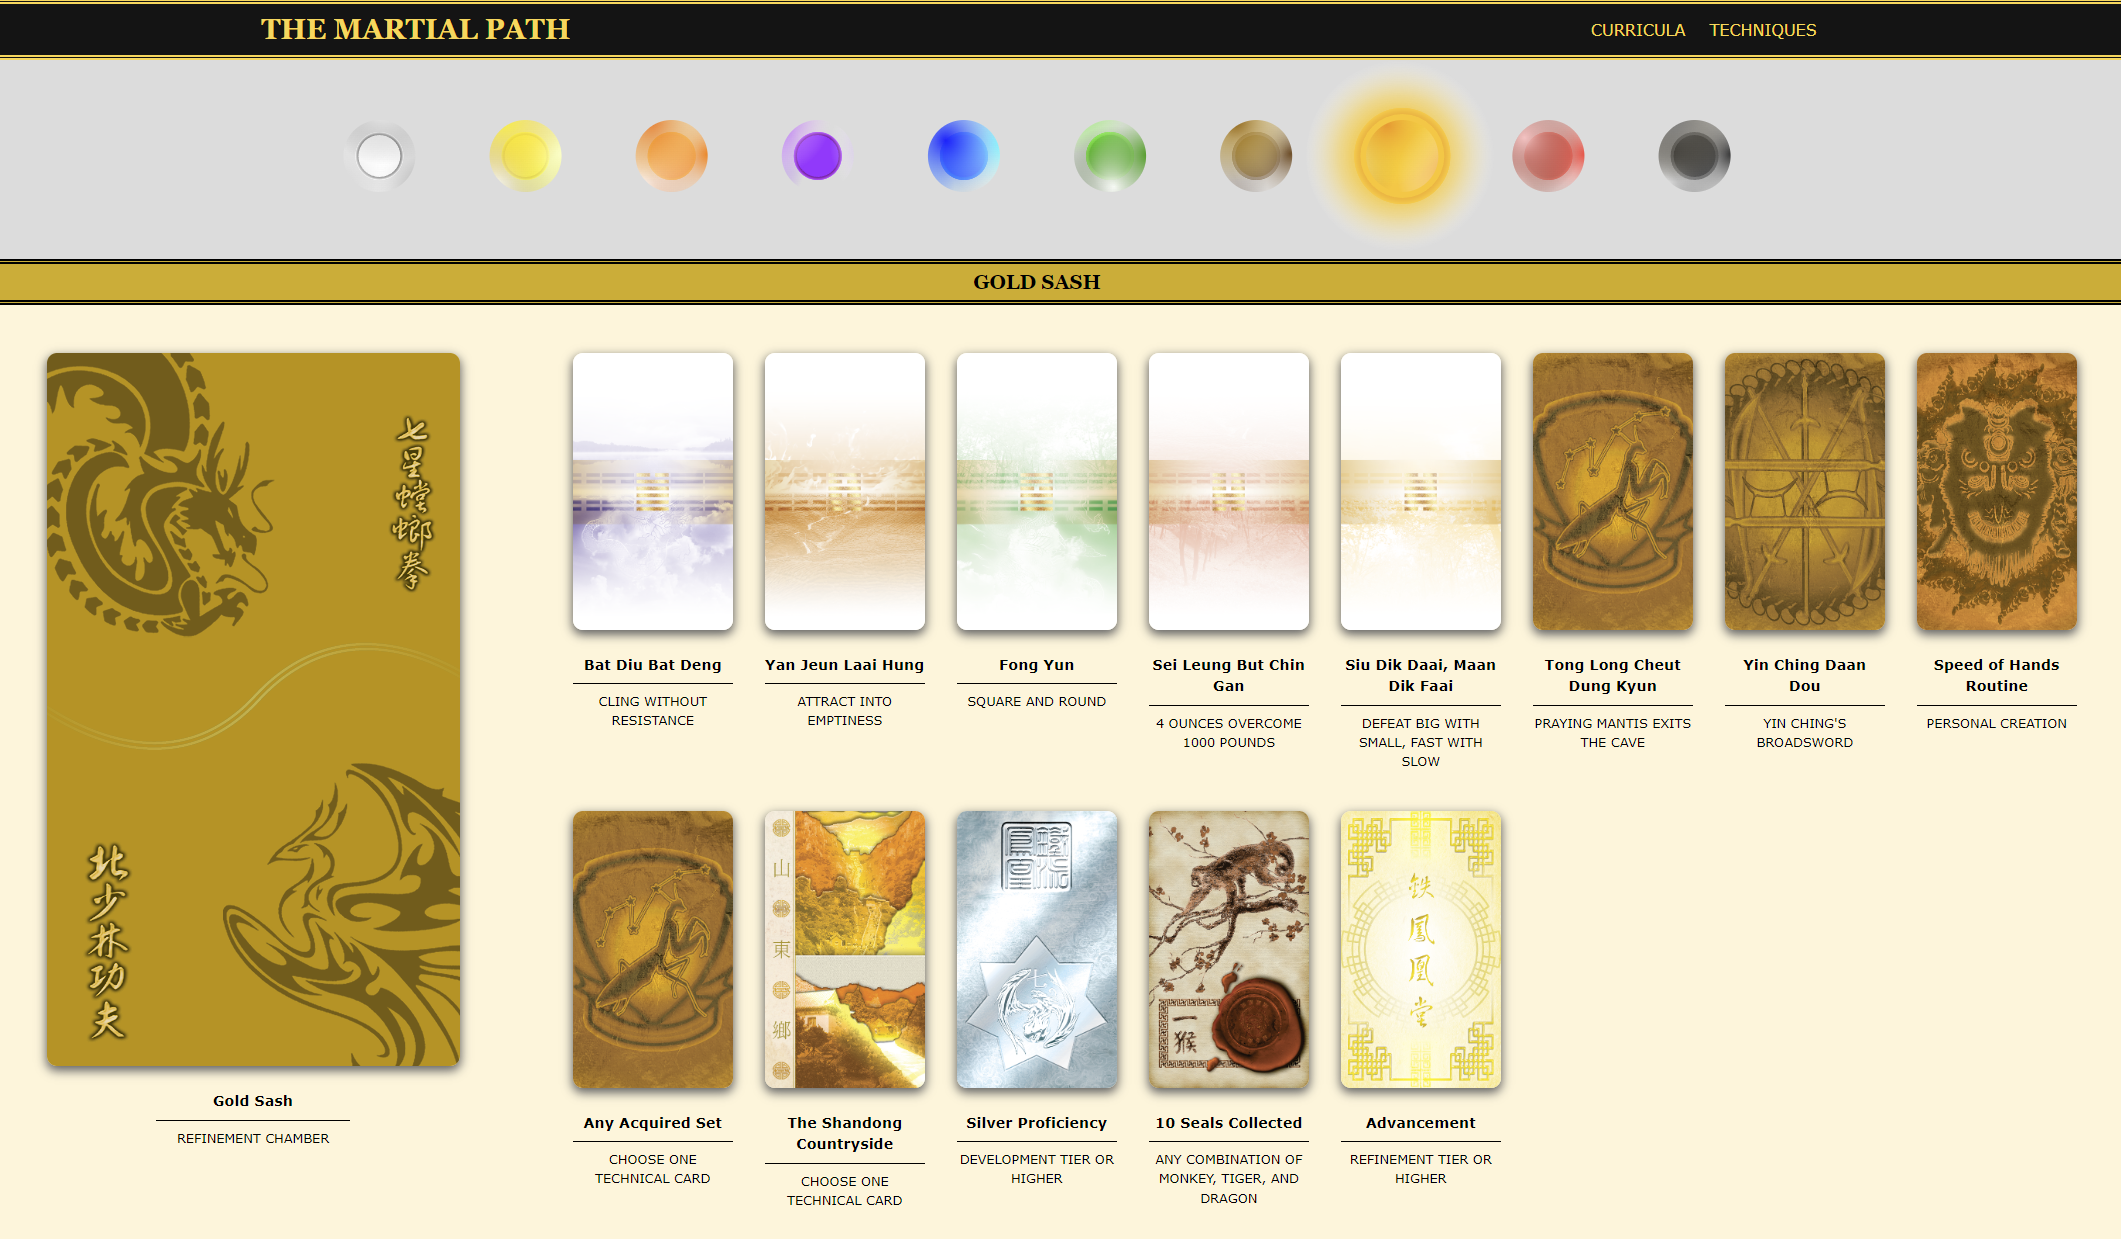 THE MARTIAL PATH
CURRICULA TECHNIQUES
GOLD SASH
七星螳螂拳
北少林功夫
Gold Sash
REFINEMENT CHAMBER
Bat Diu Bat Deng
CLING WITHOUT
RESISTANCE
Yan Jeun Laai Hung
ATTRACT INTO
EMPTINESS
Fong Yun
SQUARE AND ROUND
Sei Leung But Chin
Gan
4 OUNCES OVERCOME
1000 POUNDS
Siu Dik Daai, Maan
Dik Faai
DEFEAT BIG WITH
SMALL, FAST WITH
SLOW
Tong Long Cheut
Dung Kyun
PRAYING MANTIS EXITS
THE CAVE
Yin Ching Daan
Dou
YIN CHING'S
BROADSWORD
Speed of Hands
Routine
PERSONAL CREATION
Any Acquired Set
CHOOSE ONE
TECHNICAL CARD
山東鄉
The Shandong
Countryside
CHOOSE ONE
TECHNICAL CARD
七
Silver Proficiency
DEVELOPMENT TIER OR
HIGHER
一猴
10 Seals Collected
ANY COMBINATION OF
MONKEY, TIGER, AND
DRAGON
铁鳳凰堂
Advancement
REFINEMENT TIER OR
HIGHER